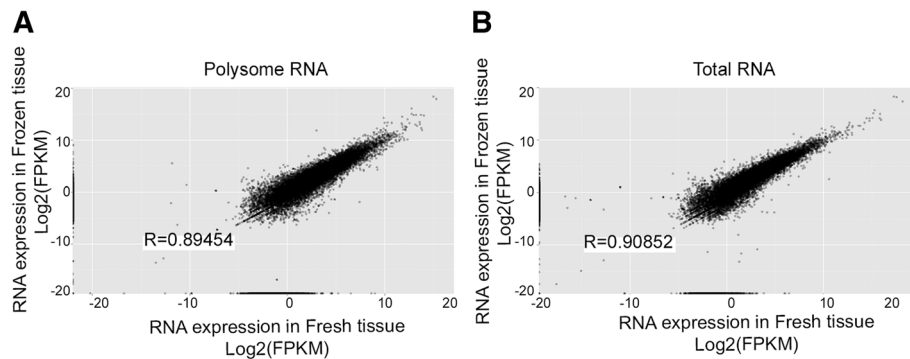 A
Polysome RNA
RNA expression in Frozen tissue
Log2(FPKM)
20
10
0
-10
-20
R=0.89454
-20
-10
0
10
20
RNA expression in Fresh tissue
Log2(FPKM)
B
Total RNA
RNA expression in Frozen tissue
Log2(FPKM)
20
10
0
-10
-20
R=0.90852
-20
-10
0
10
20
RNA expression in Fresh tissue
Log2(FPKM)